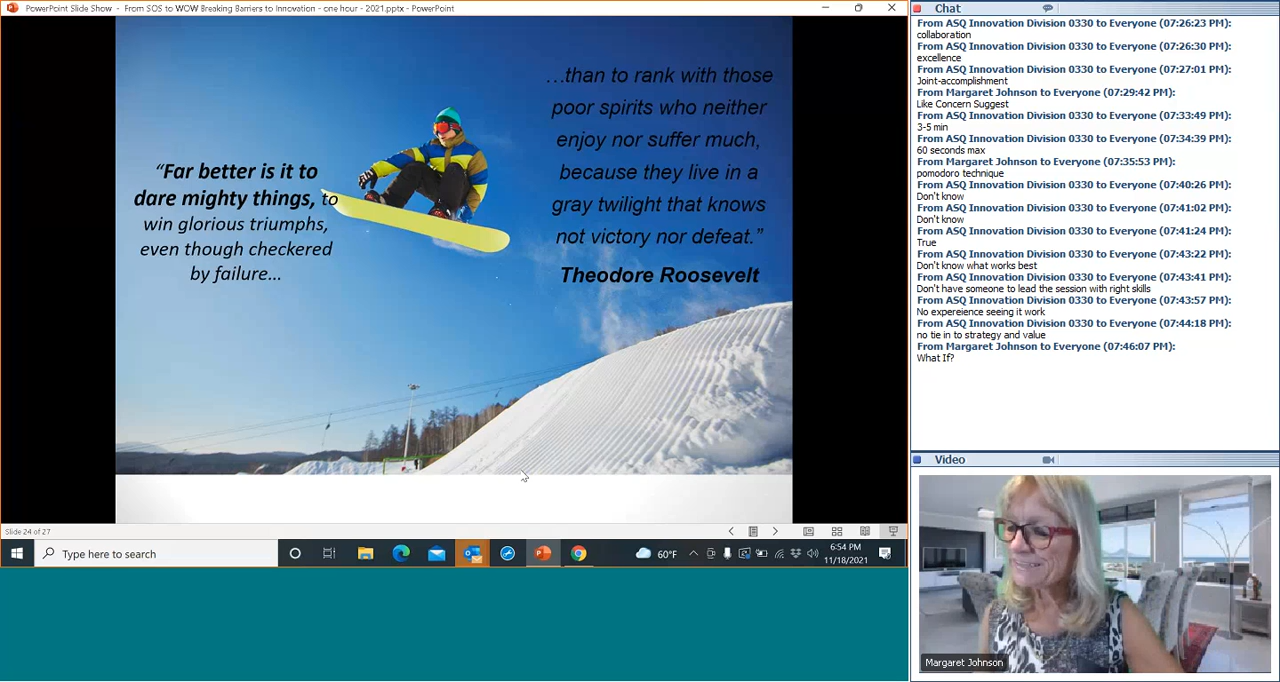 PowerPoint Slide Show - From SOS to WOW Breaking Barriers to Innovation - one hour - 2021.pptx - PowerPoint
“Far better is it to
dare mighty things, to
win glorious triumphs,
even though checkered
by failure...
...than to rank with those
poor spirits who neither
enjoy nor suffer much,
because they live in a
gray twilight that knows
not victory nor defeat.”
Theodore Roosevelt
Slide 24 of 27
Type here to search
60°F
6:54 PM
11/18/2021
Chat
From ASQ Innovation Division 0330 to Everyone (07:26:23 PM):
collaboration
From ASQ Innovation Division 0330 to Everyone (07:26:30 PM):
excellence
From ASQ Innovation Division 0330 to Everyone (07:27:01 PM):
Joint-accomplishment
From Margaret Johnson to Everyone (07:29:42 PM):
Like Concern Suggest
From ASQ Innovation Division 0330 to Everyone (07:33:49 PM):
3-5 min
From ASQ Innovation Division 0330 to Everyone (07:34:39 PM):
60 seconds max
From Margaret Johnson to Everyone (07:35:53 PM):
pomodoro technique
From ASQ Innovation Division 0330 to Everyone (07:40:26 PM):
Don't know
From ASQ Innovation Division 0330 to Everyone (07:41:02 PM):
Don't know
From ASQ Innovation Division 0330 to Everyone (07:41:24 PM):
True
From ASQ Innovation Division 0330 to Everyone (07:43:22 PM):
Don't know what works best
From ASQ Innovation Division 0330 to Everyone (07:43:41 PM):
Don't have someone to lead the session with right skills
From ASQ Innovation Division 0330 to Everyone (07:43:57 PM):
No expereience seeing it work
From ASQ Innovation Division 0330 to Everyone (07:44:18 PM):
no tie in to strategy and value
From Margaret Johnson to Everyone (07:46:07 PM):
What If?
Video
Margaret Johnson